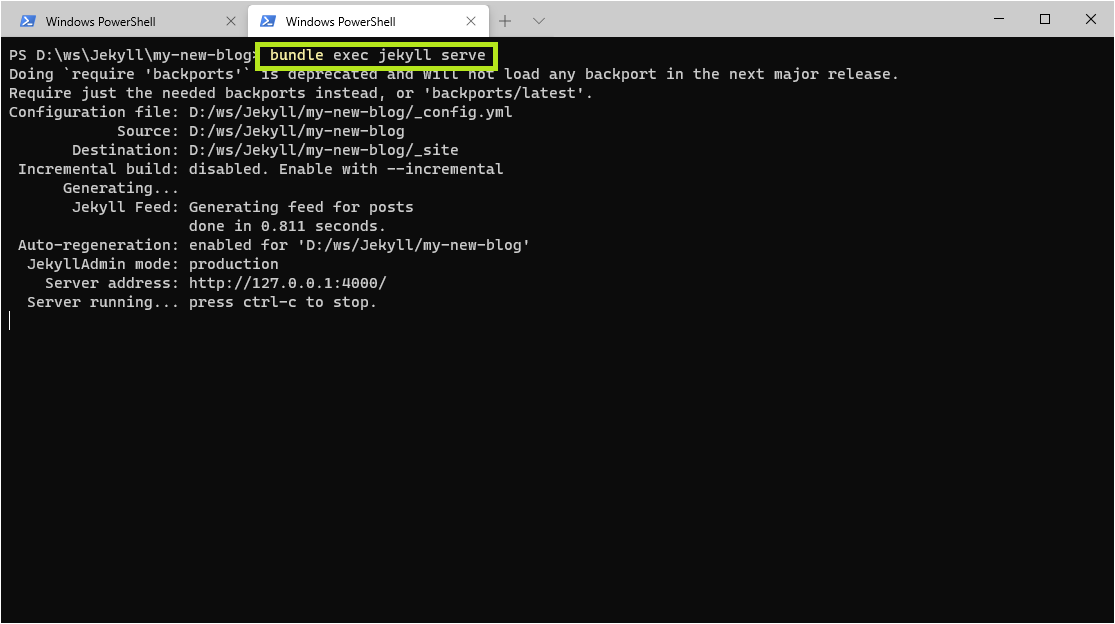 Windows PowerShell
Windows PowerShell
PS D:\ws\Jekyll\my-new-blog> bundle exec jekyll serve
Doing `require 'backports'` is deprecated and will not load any backport in the next major release.
Require just the needed backports instead, or 'backports/latest'.
Configuration file: D:/ws/Jekyll/my-new-blog/_config.yml
Source: D:/ws/Jekyll/my-new-blog
Destination: D:/ws/Jekyll/my-new-blog/_site
Incremental build: disabled. Enable with --incremental
Generating...
Jekyll Feed: Generating feed for posts
done in 0.811 seconds.
Auto-regeneration: enabled for 'D:/ws/Jekyll/my-new-blog'
JekyllAdmin mode: production
Server address: http://127.0.0.1:4000/
Server running... press ctrl-c to stop.